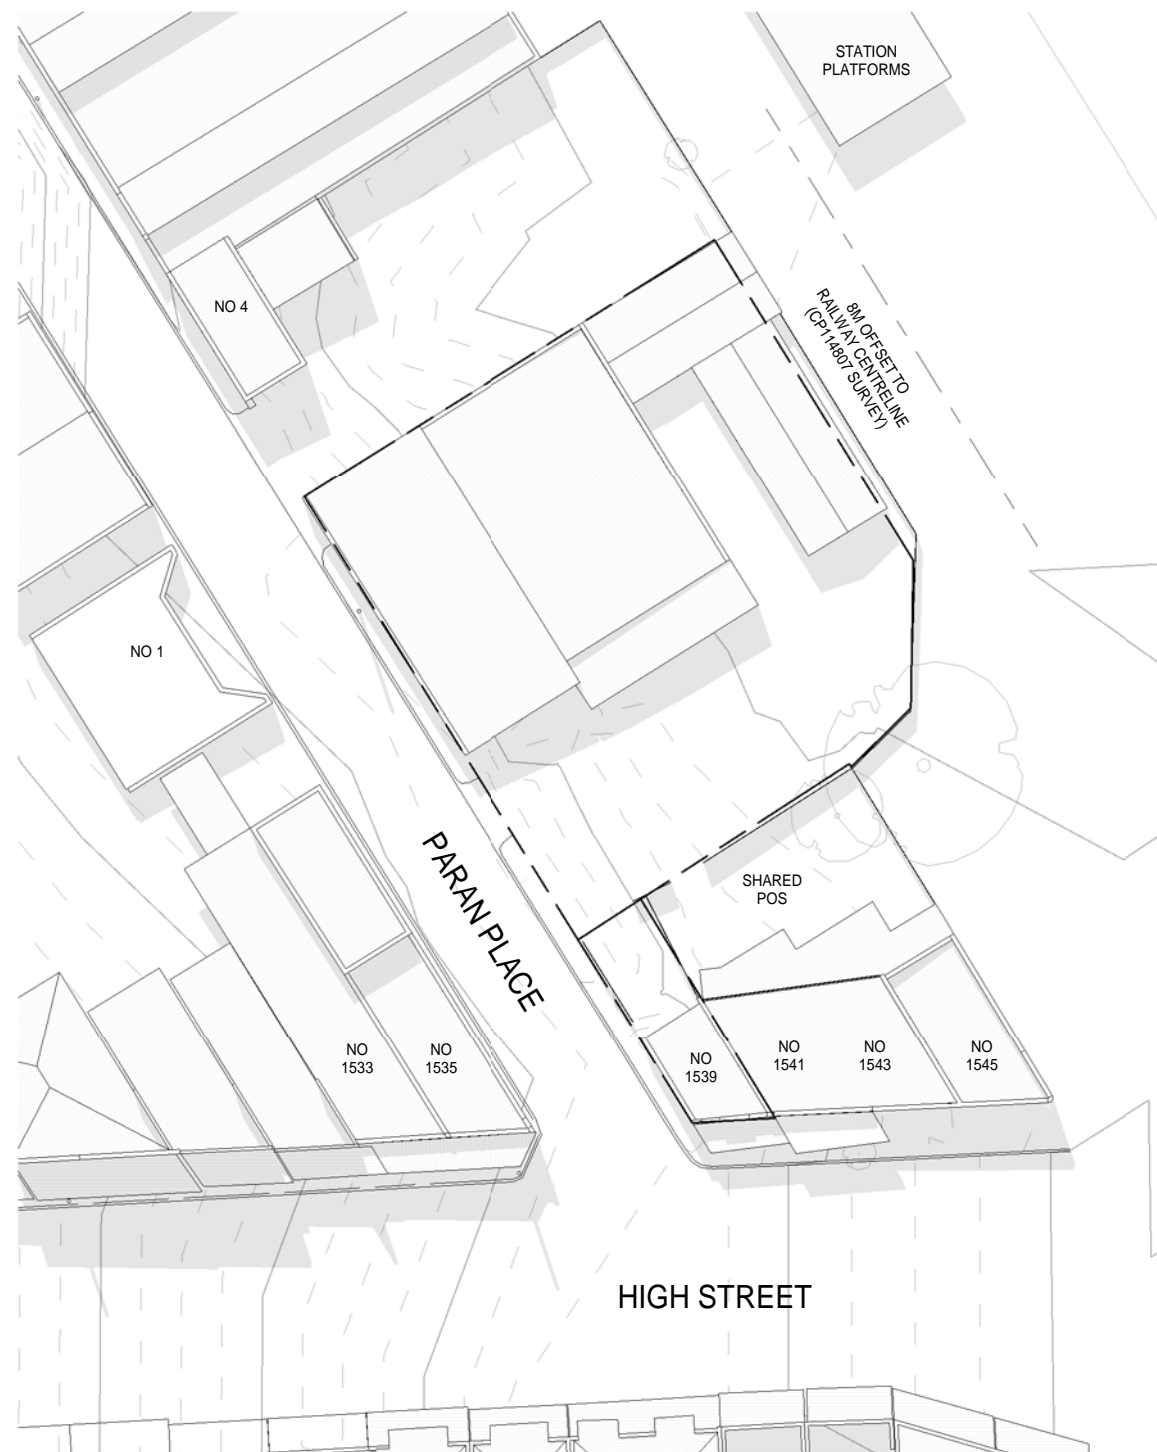 STATION
PLATFORMS
NO 4
8M OFFSET TO
RAILWAY CENTRELINE
(CP114807 SURVEY)
NO 1
PARAN PLACE
SHARED
POS
NO
1533
NO
1535
NO
1539
NO
1541
NO
1543
NO
1545
HIGH STREET